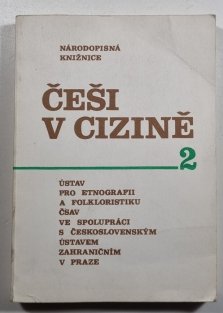 NÁRODOPISNÁ
KNIŽNICE
ČEŠI
V CIZINĚ
2
ÚSTAV
PRO ETNOGRAFII
A FOLKLORISTIKU
ČSAV
VE SPOLUPRÁCI
S ČESKOSLOVENSKÝM
ÚSTAVEM
ZAHRANIČNÍM
V PRAZE